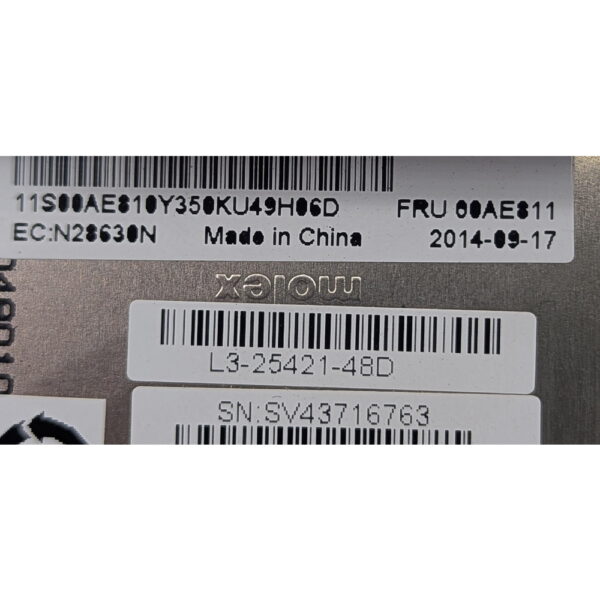 11S00AE810Y350KU49H06D FRU 00AE811
EC:N28630N Made in China 2014-09-17
molex
L3-25421-48D
SN:SV43716763